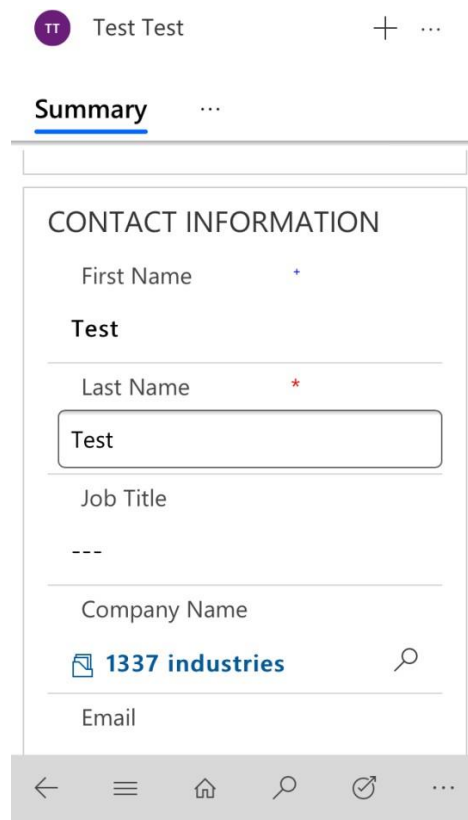 TT Test Test
Summary ...
CONTACT INFORMATION
First Name +
Test
Last Name *
Test
Job Title
---
Company Name
1337 industries
Email